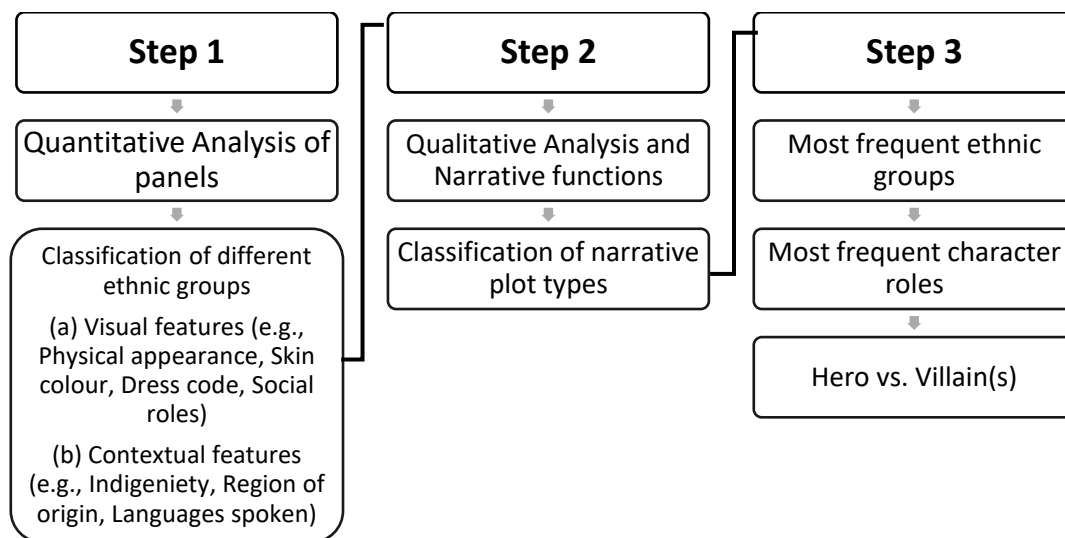 Step 1
Quantitative Analysis of
panels
Classification of different
ethnic groups
(a) Visual features (e.g.,
Physical appearance, Skin
colour, Dress code, Social
roles)
(b) Contextual features
(e.g., Indigeniety, Region of
origin, Languages spoken)
Step 2
Qualitative Analysis and
Narrative functions
Classification of narrative
plot types
Step 3
Most frequent ethnic
groups
Most frequent character
roles
Hero vs. Villain(s)